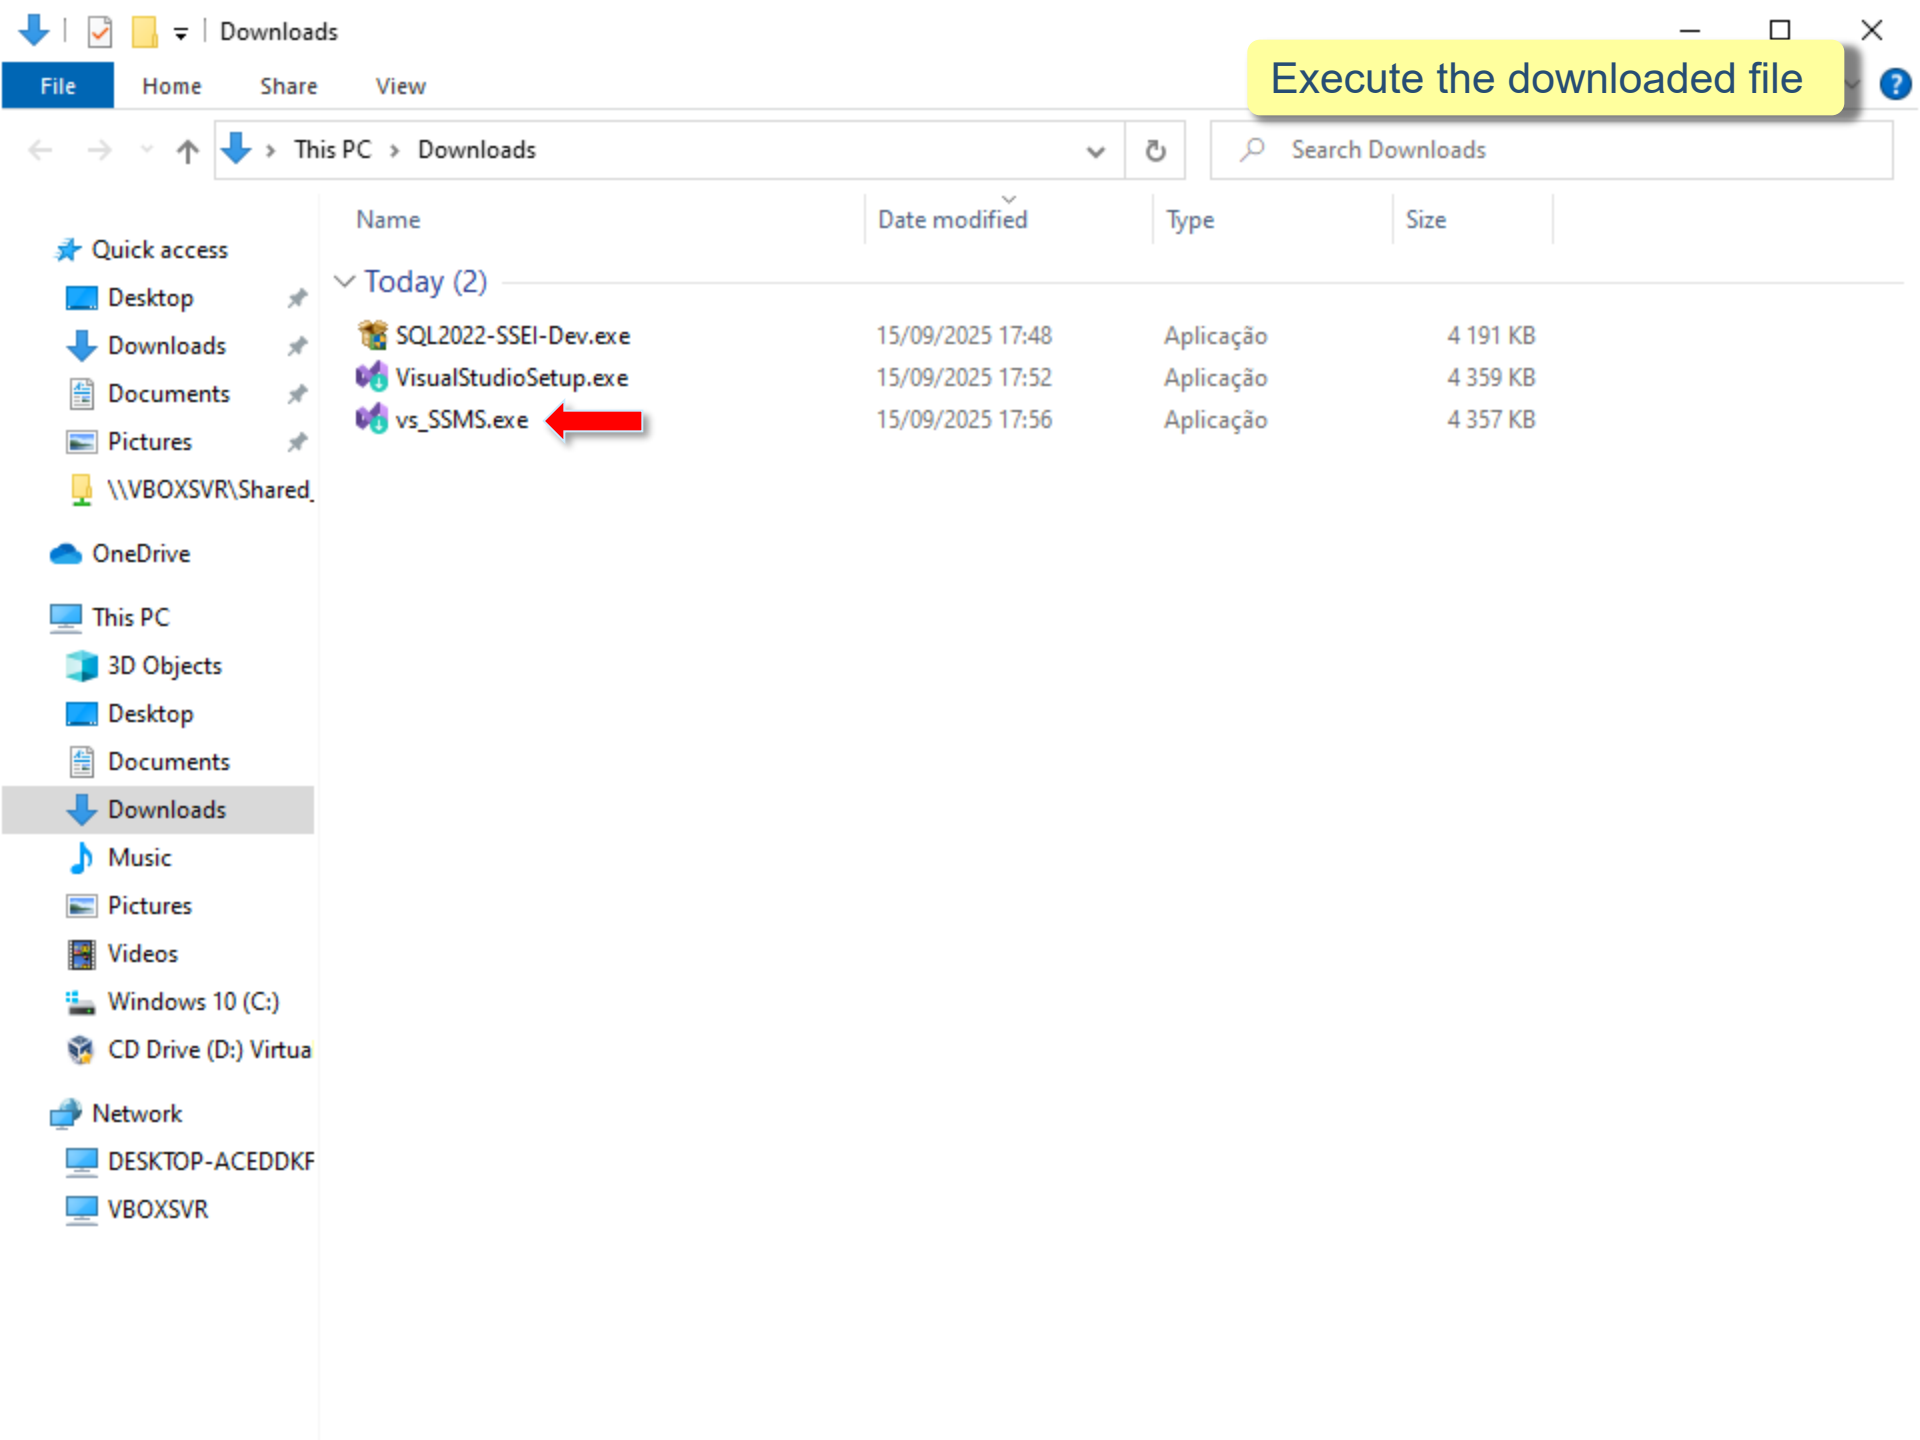 Downloads
Execute the downloaded file
File Home Share View
This PC > Downloads
Search Downloads
Name Date modified Type Size
Quick access
Desktop
Downloads
Documents
Pictures
\\VBOXSVR\Shared_
OneDrive
This PC
3D Objects
Desktop
Documents
Downloads
Music
Pictures
Videos
Windows 10 (C:)
CD Drive (D:) Virtua
Network
DESKTOP-ACEDDKF
VBOXSVR
Today (2)
SQL2022-SSEI-Dev.exe 15/09/2025 17:48 Aplicação 4 191 KB
VisualStudioSetup.exe 15/09/2025 17:52 Aplicação 4 359 KB
vs_SSMS.exe 15/09/2025 17:56 Aplicação 4 357 KB